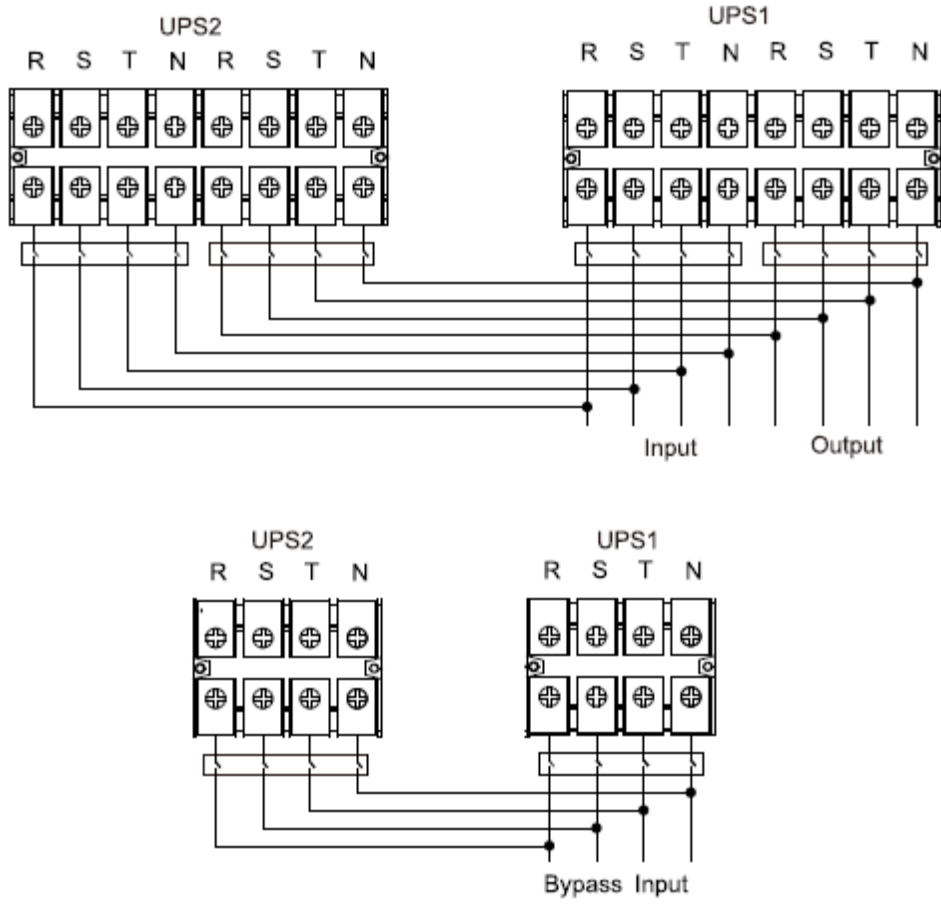 UPS2 UPS1
R S T N R S T N R S T N R S T N
Input Output
UPS2 UPS1
R S T N R S T N
Bypass Input